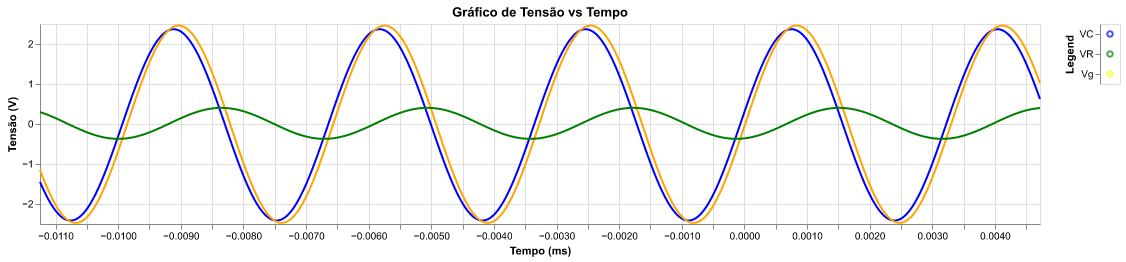 Gráfico de Tensão vs Tempo
2
1
0
−1
−2
Tensão (V)
−0.0110 −0.0100 −0.0090 −0.0080 −0.0070 −0.0060 −0.0050 −0.0040 −0.0030 −0.0020 −0.0010 0.0000 0.0010 0.0020 0.0030 0.0040
Tempo (ms)
Legend
VC
VR
Vg